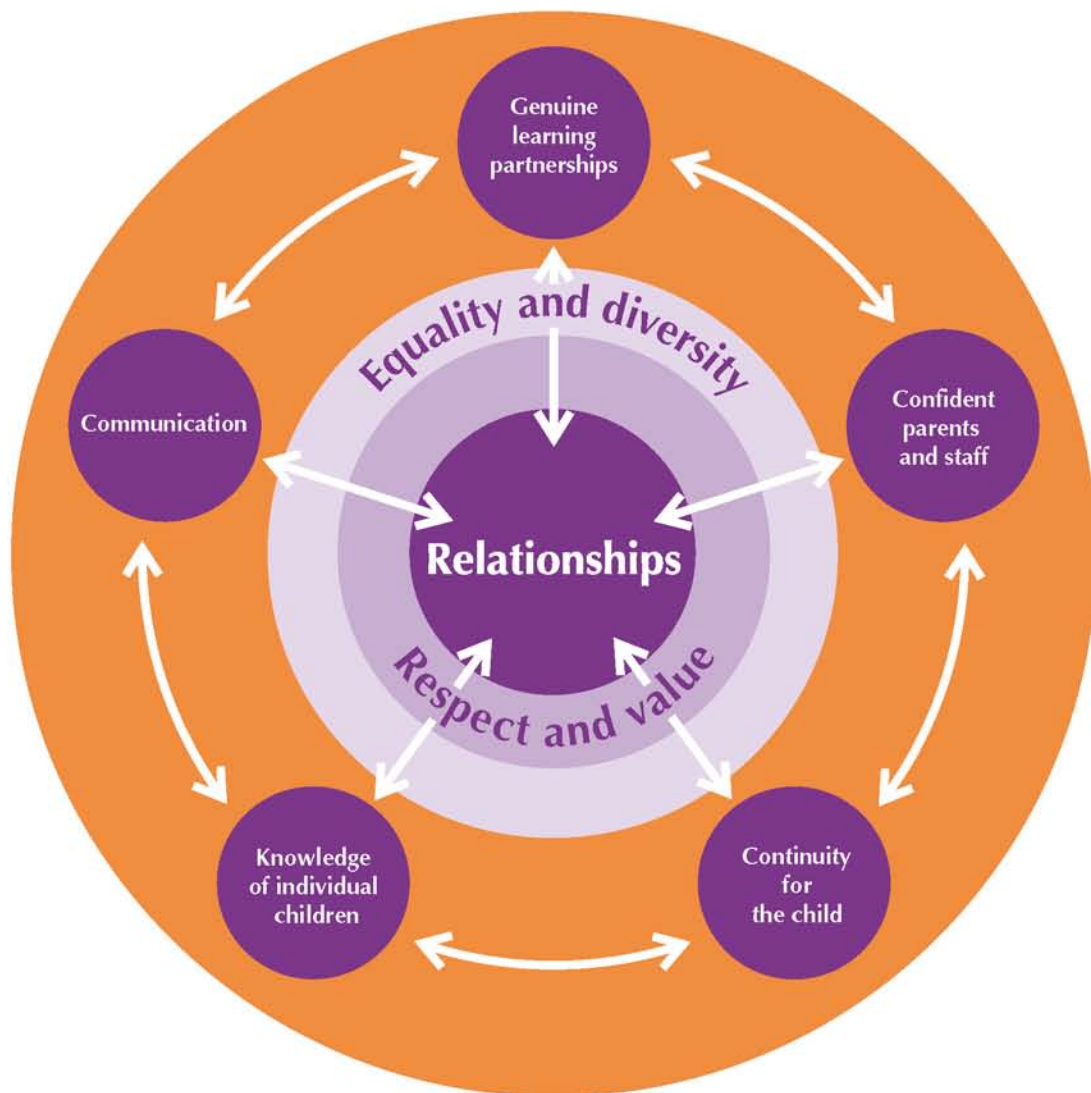 Genuine
learning
partnerships
Equality and diversity
Communication
Confident
parents
and staff
Relationships
Respect and value
Knowledge
of individual
children
Continuity
for
the child